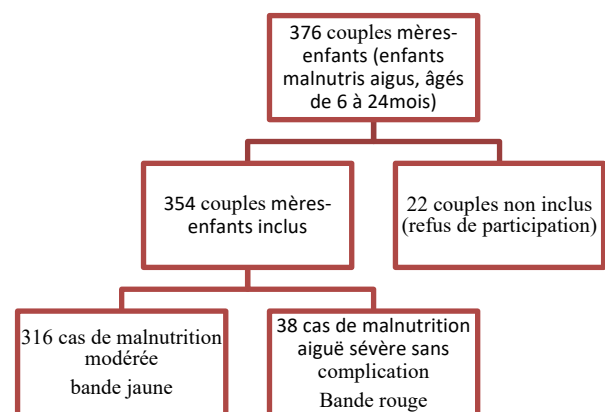 376 couples mères-
enfants (enfants
malnutris aigus, âgés
de 6 à 24mois)
354 couples mères-
enfants inclus
22 couples non inclus
(refus de participation)
316 cas de malnutrition
modérée
bande jaune
38 cas de malnutrition
aiguë sévère sans
complication
Bande rouge